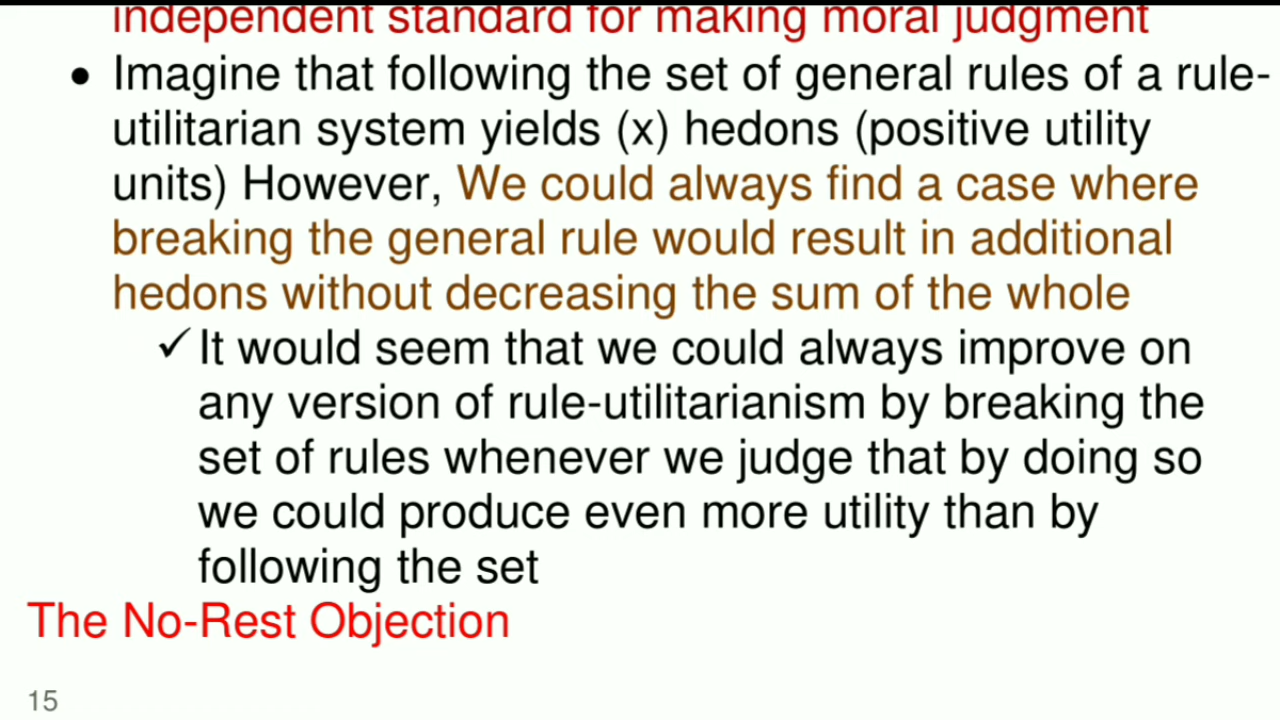 independent standard for making moral judgment
• Imagine that following the set of general rules of a rule-
utilitarian system yields (x) hedons (positive utility
units) However, We could always find a case where
breaking the general rule would result in additional
hedons without decreasing the sum of the whole
✓ It would seem that we could always improve on
any version of rule-utilitarianism by breaking the
set of rules whenever we judge that by doing so
we could produce even more utility than by
following the set
The No-Rest Objection
15